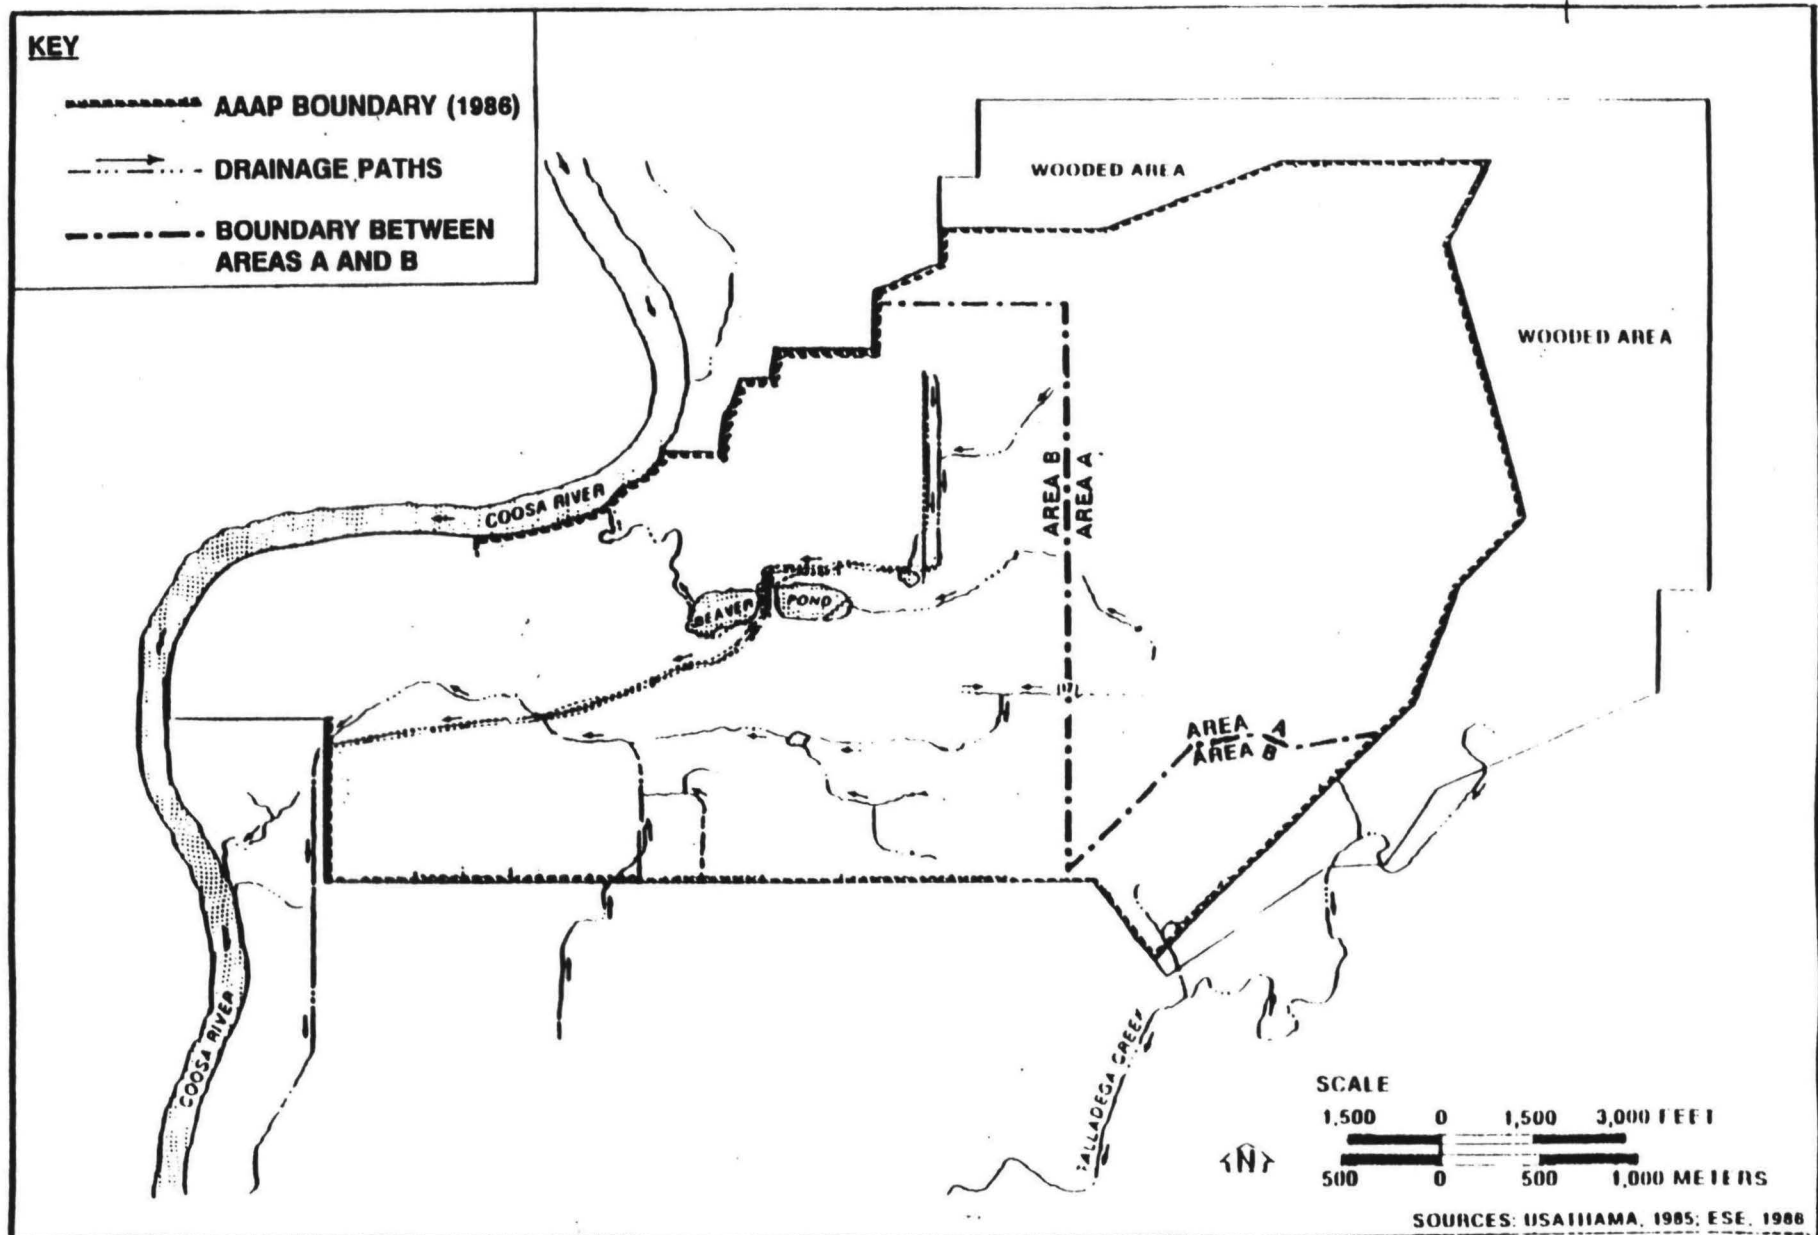 KEY
AAAP BOUNDARY (1986)
DRAINAGE PATHS
BOUNDARY BETWEEN
AREAS A AND B
WOODED AREA
WOODED AREA
COOSA RIVER
AREA B
AREA A
BEAVER POND
AREA A
AREA B
COOSA RIVER
TALLADEGA CREEK
N
SCALE
1,500 0 1,500 3,000 FEET
500 0 500 1,000 METERS
SOURCES: USATHAMA, 1985; ESE, 1986